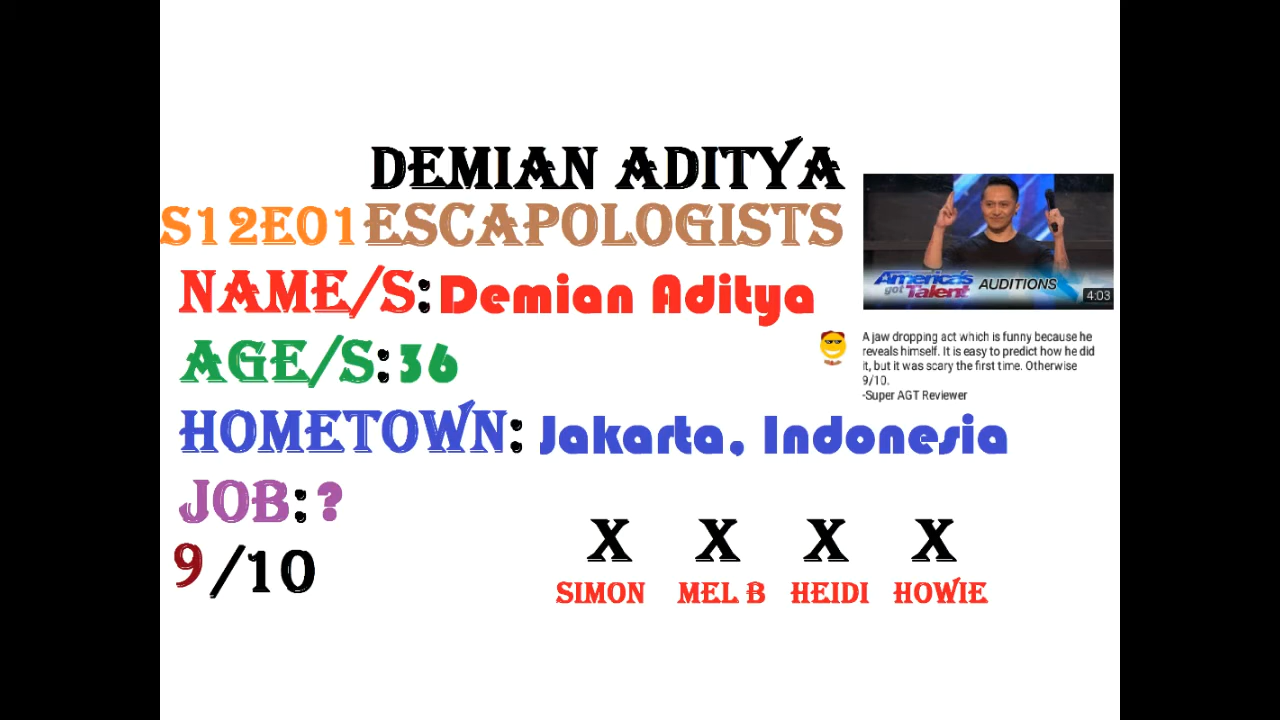 DEMIAN ADITYA
S12E01 ESCAPOLOGISTS
NAME/S: Demian Aditya
America's got Talent AUDITIONS
4:03
AGE/S: 36
A jaw dropping act which is funny because he
reveals himself. It is easy to predict how he did
it, but it was scary the first time. Otherwise
9/10.
-Super AGT Reviewer
HOMETOWN: Jakarta, Indonesia
JOB: ?
9/10
X X X X
SIMON MEL B HEIDI HOWIE